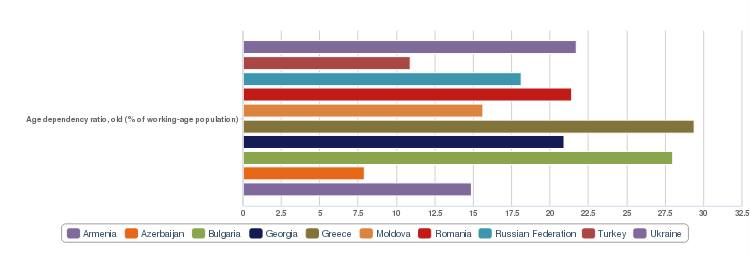 Age dependency ratio, old (% of working-age population)
0 2.5 5 7.5 10 12.5 15 17.5 20 22.5 25 27.5 30 32.5
Armenia Azerbaijan Bulgaria Georgia Greece Moldova Romania Russian Federation Turkey Ukraine